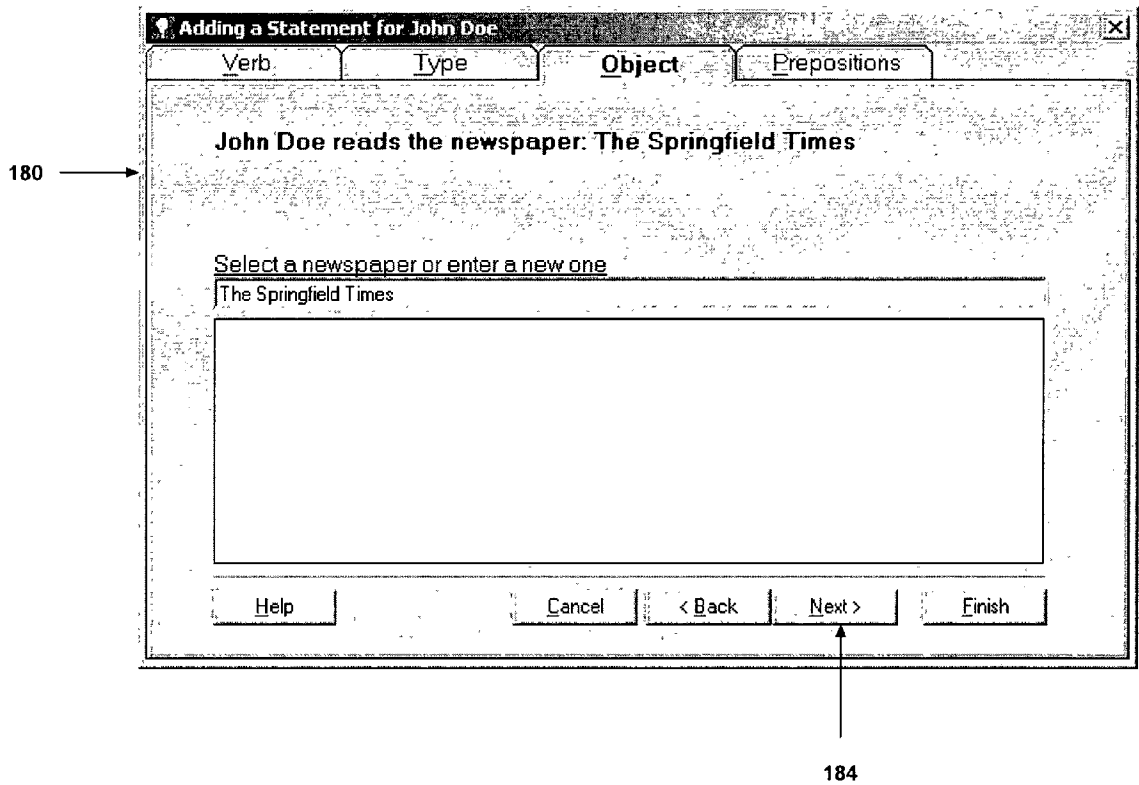 Adding a Statement for John Doe
Verb Type Object Prepositions
John Doe reads the newspaper: The Springfield Times
180
Select a newspaper or enter a new one
The Springfield Times
Help Cancel < Back Next > Finish
184